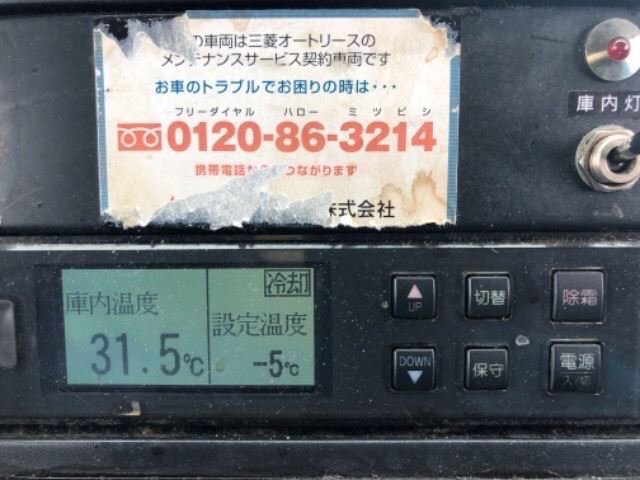 の車両は三菱オートリースの
メンテナンスサービス契約車両です
お車のトラブルでお困りの時は・・・
フリーダイヤル ハロー ミツビシ
0120-86-3214
携帯電話か つながります
株式会社
庫内灯
冷却
庫内温度
設定温度
31.5℃
-5℃
UP
切替
除霜
DOWN
保守
電源
入/切